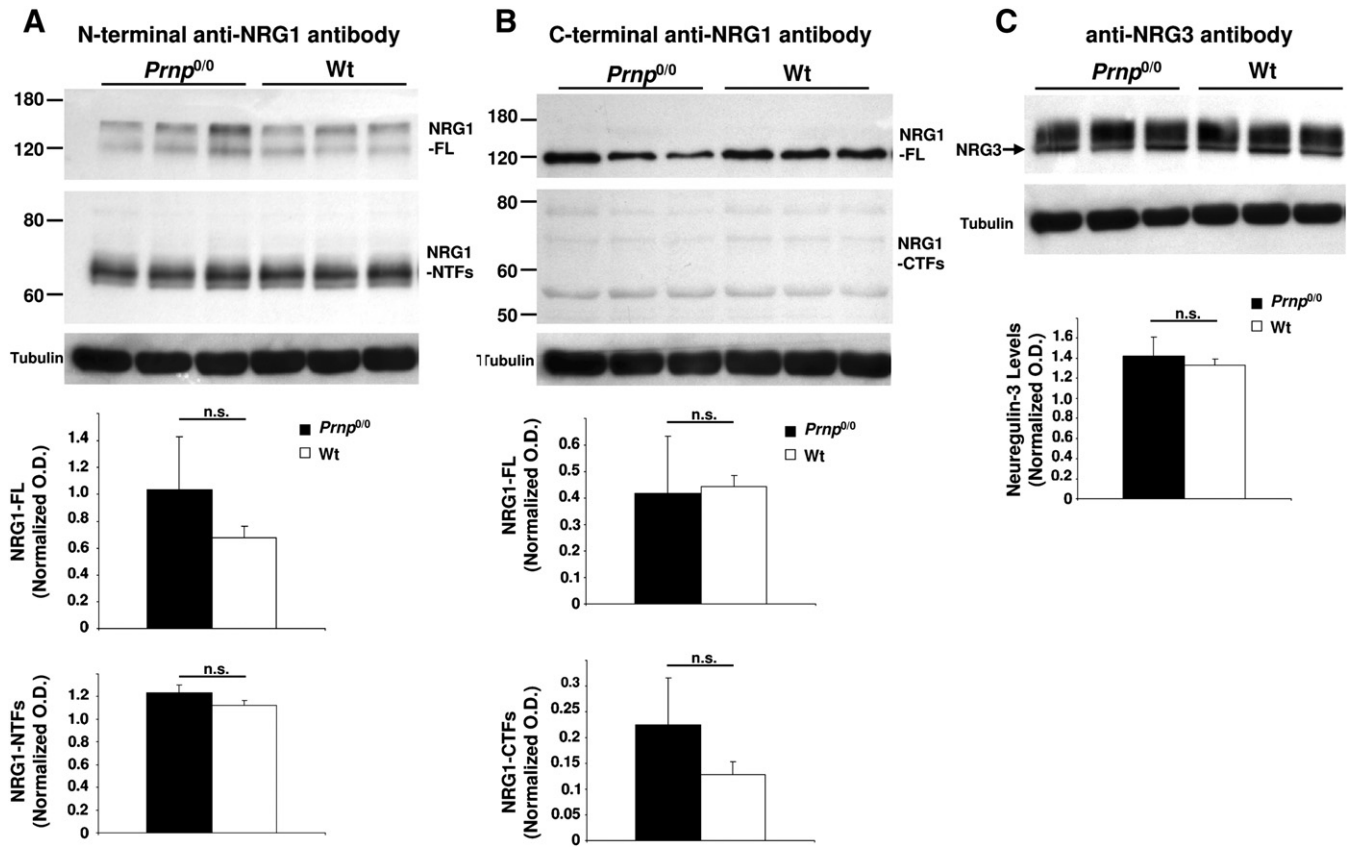 A
N-terminal anti-NRG1 antibody
Prnp0/0
Wt
180
120
NRG1
-FL
80
60
NRG1
-NTFs
Tubulin
n.s.
Prnp0/0
Wt
NRG1-FL
(Normalized O.D.)
1.4
1.2
1.0
0.8
0.6
0.4
0.2
0
n.s.
NRG1-NTFs
(Normalized O.D.)
1.2
1.0
0.8
0.6
0.4
0.2
0
B
C-terminal anti-NRG1 antibody
Prnp0/0
Wt
180
120
NRG1
-FL
80
60
50
NRG1
-CTFs
Tubulin
n.s.
Prnp0/0
Wt
NRG1-FL
(Normalized O.D.)
0.6
0.5
0.4
0.3
0.2
0.1
0
n.s.
NRG1-CTFs
(Normalized O.D.)
0.3
0.25
0.2
0.15
0.1
0.05
0
C
anti-NRG3 antibody
Prnp0/0
Wt
NRG3
Tubulin
Prnp0/0
Wt
n.s.
Neuregulin-3 Levels
(Normalized O.D.)
1.6
1.4
1.2
1.0
0.8
0.6
0.4
0.2
0